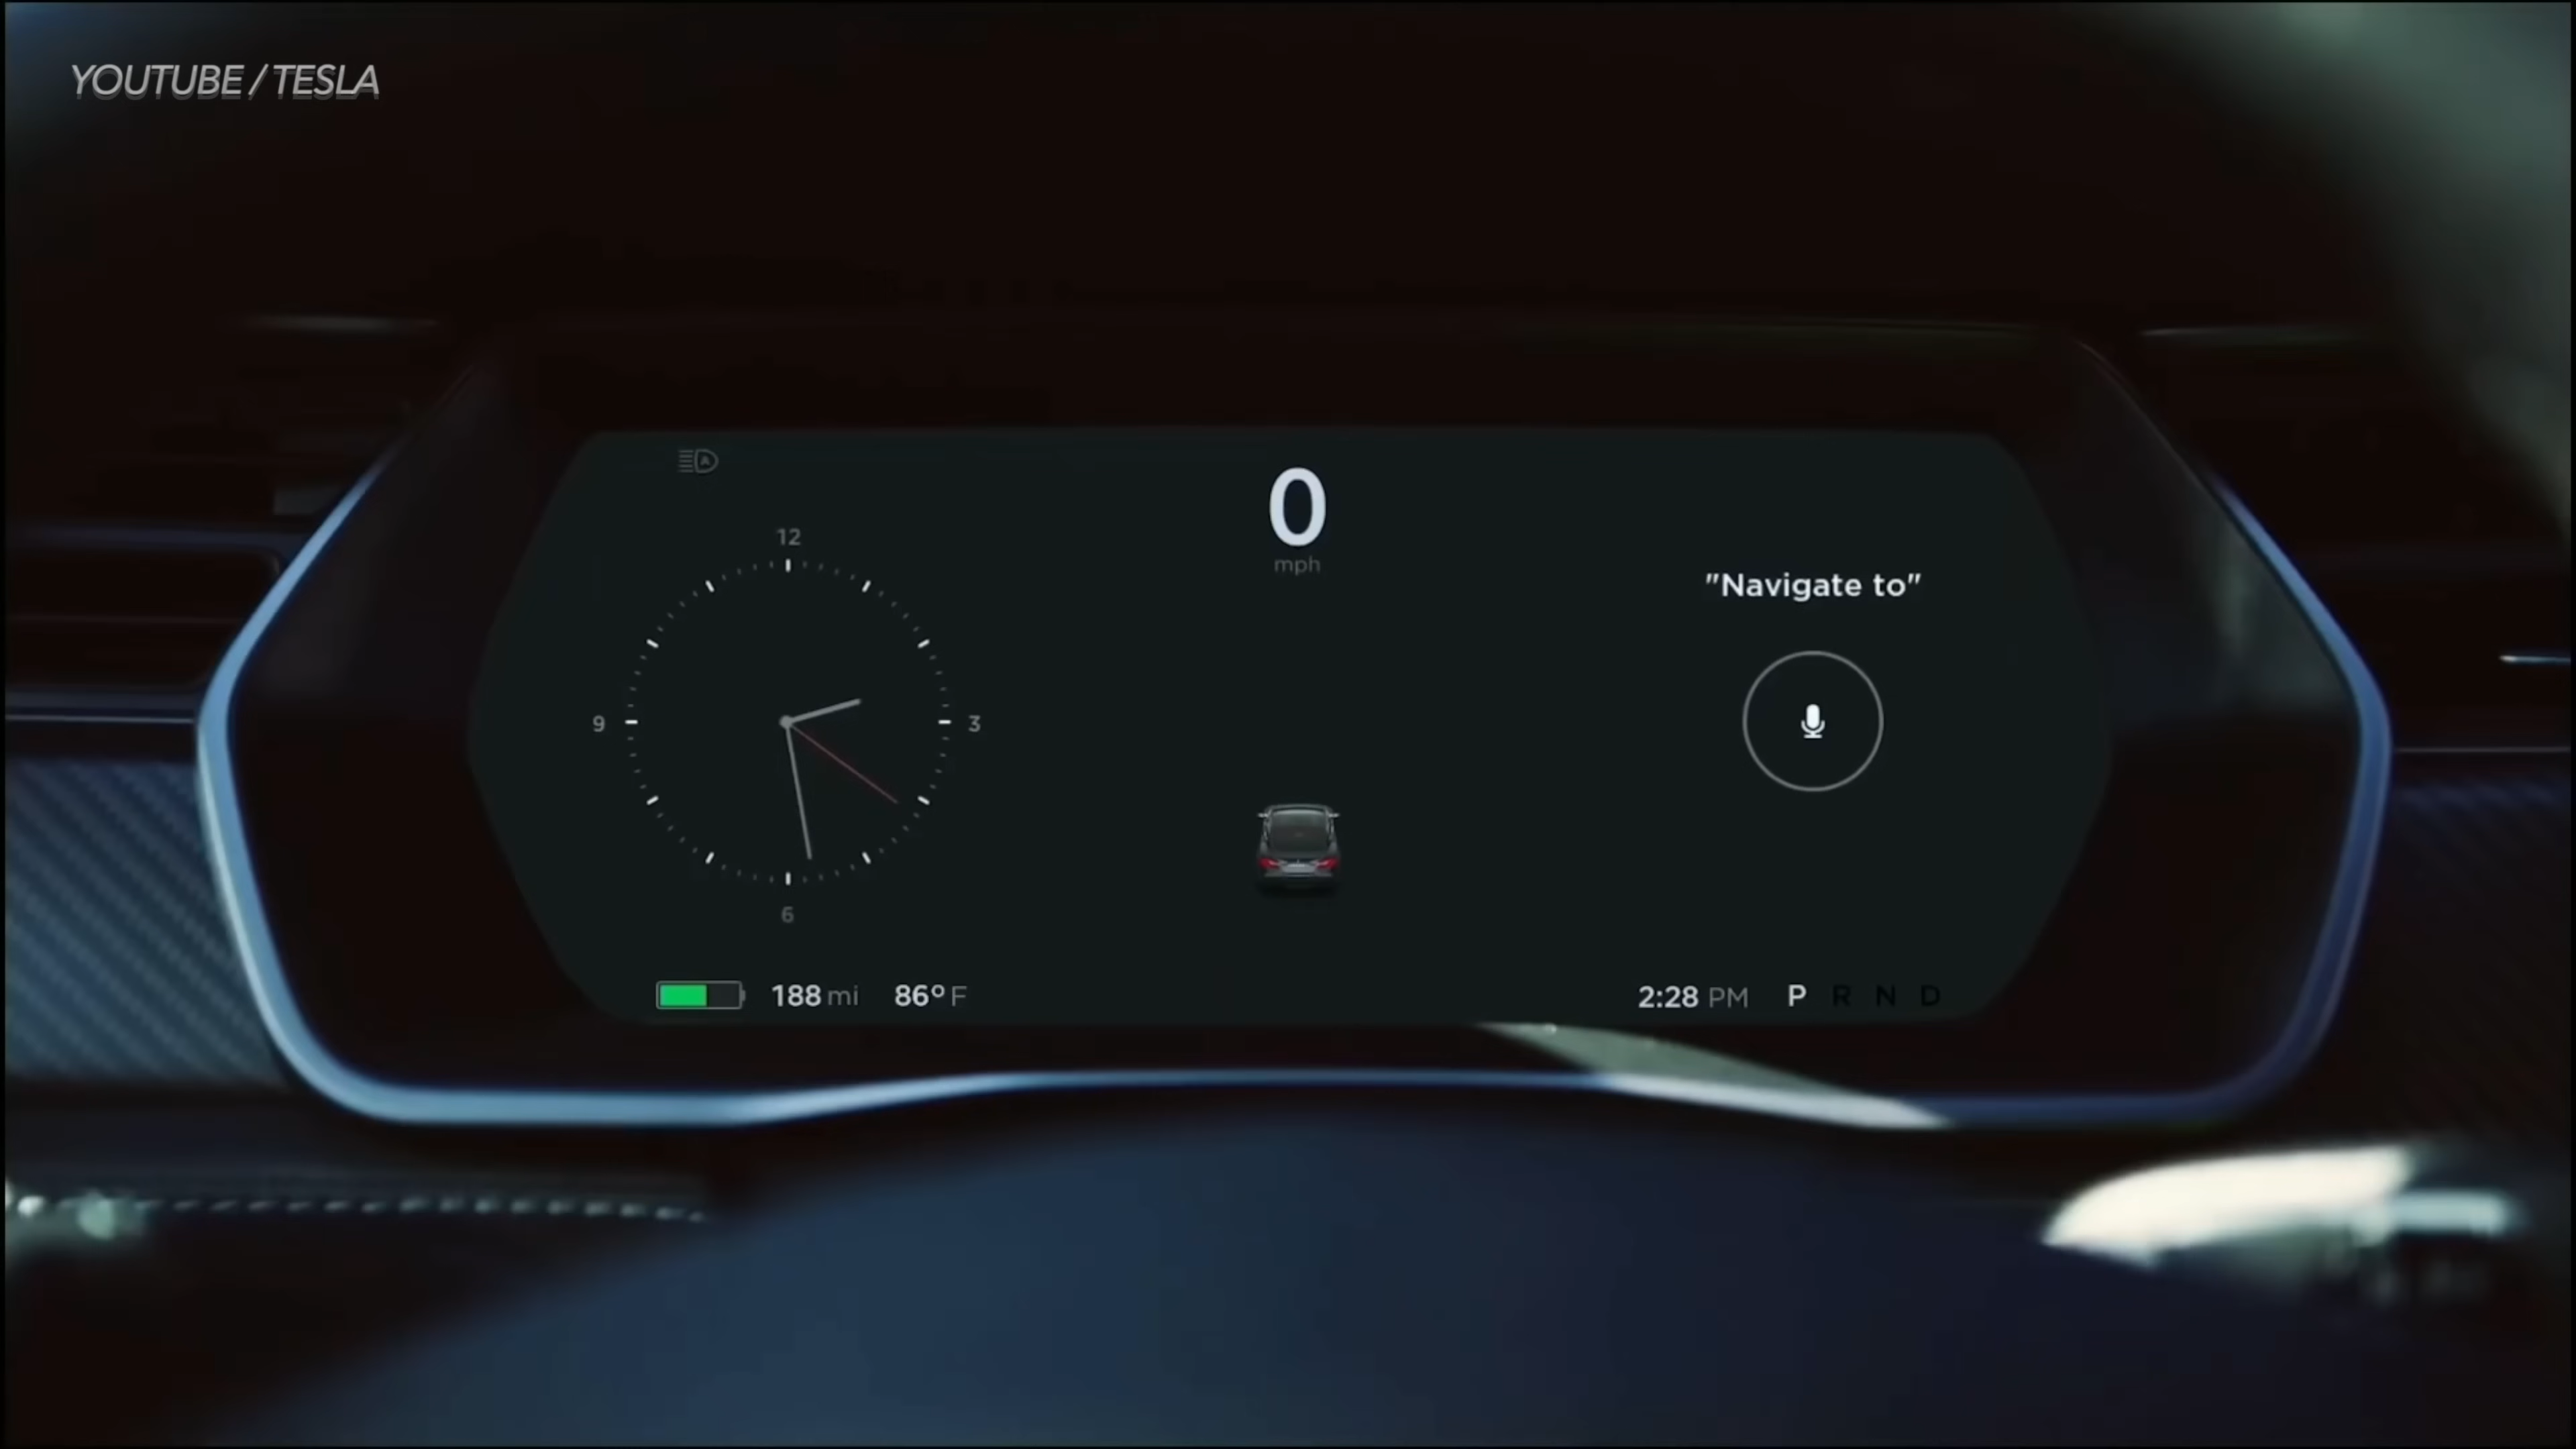 YOUTUBE / TESLA
0
mph
12
9
3
6
"Navigate to"
188 mi 86° F
2:28 PM P R N D